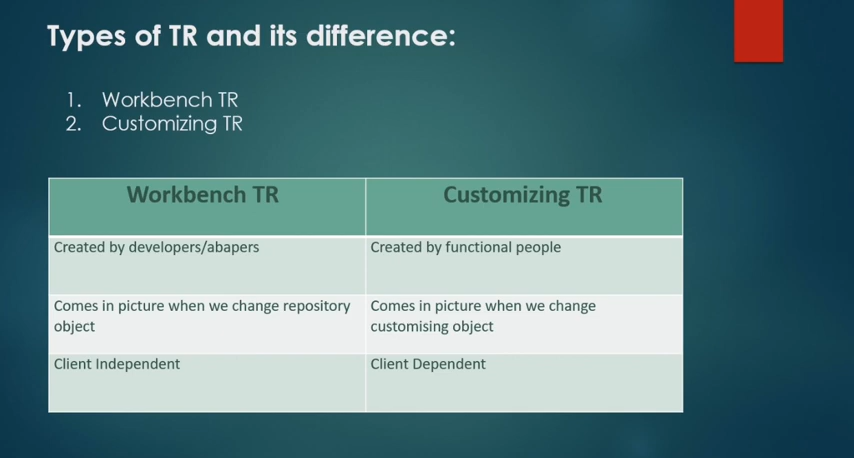 Types of TR and its difference:
1. Workbench TR
2. Customizing TR
Workbench TR
Customizing TR
Created by developers/abapers
Created by functional people
Comes in picture when we change repository
object
Comes in picture when we change
customising object
Client Independent
Client Dependent